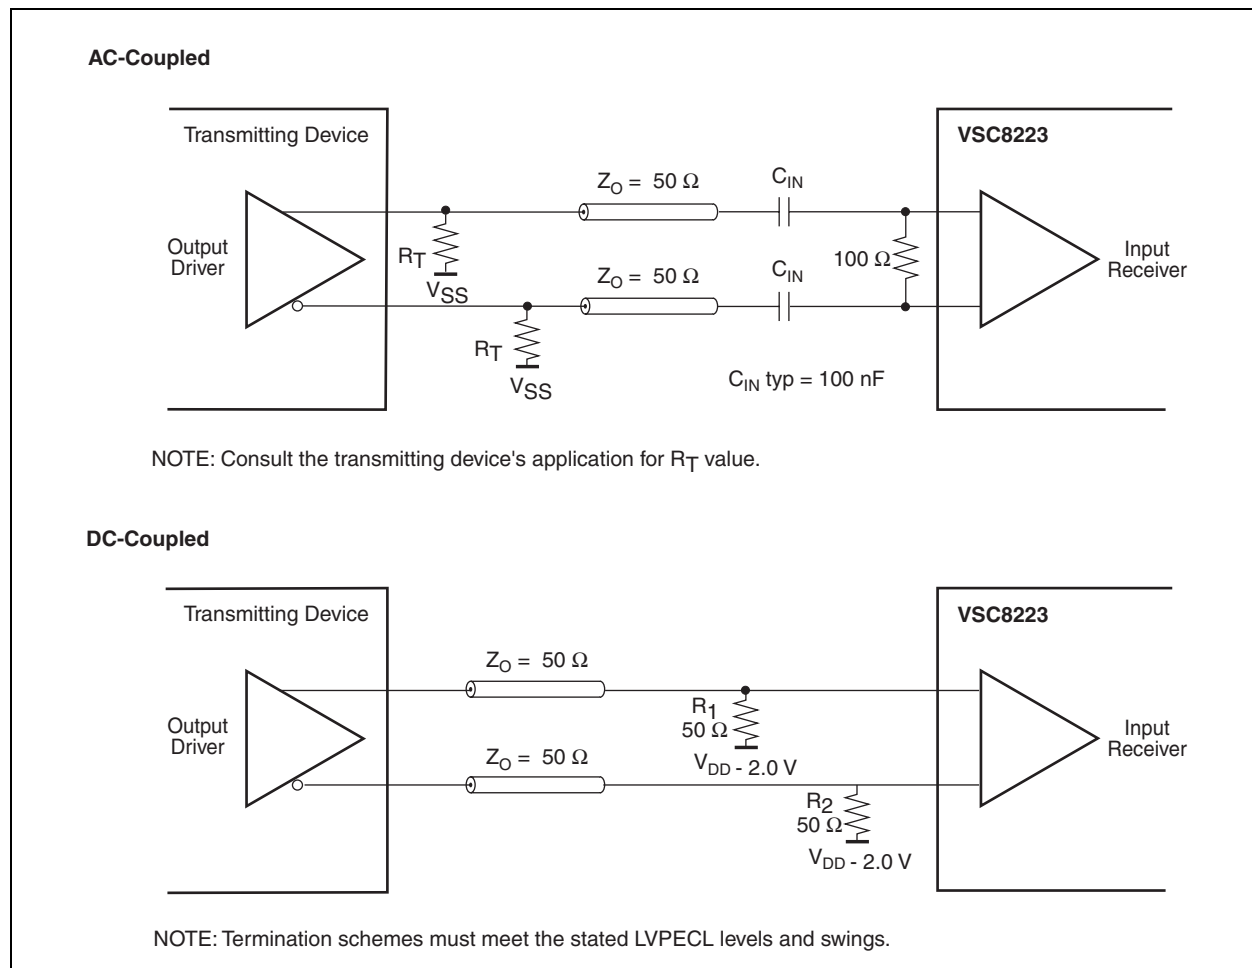 AC-Coupled
Transmitting Device
VSC8223
Z_O = 50 Ω
C_IN
Output
Driver
R_T
V_SS
100 Ω
Input
Receiver
Z_O = 50 Ω
C_IN
R_T
V_SS
C_IN typ = 100 nF
NOTE: Consult the transmitting device's application for R_T value.
DC-Coupled
Transmitting Device
VSC8223
Z_O = 50 Ω
Output
Driver
R_1
50 Ω
V_DD - 2.0 V
Input
Receiver
Z_O = 50 Ω
R_2
50 Ω
V_DD - 2.0 V
NOTE: Termination schemes must meet the stated LVPECL levels and swings.